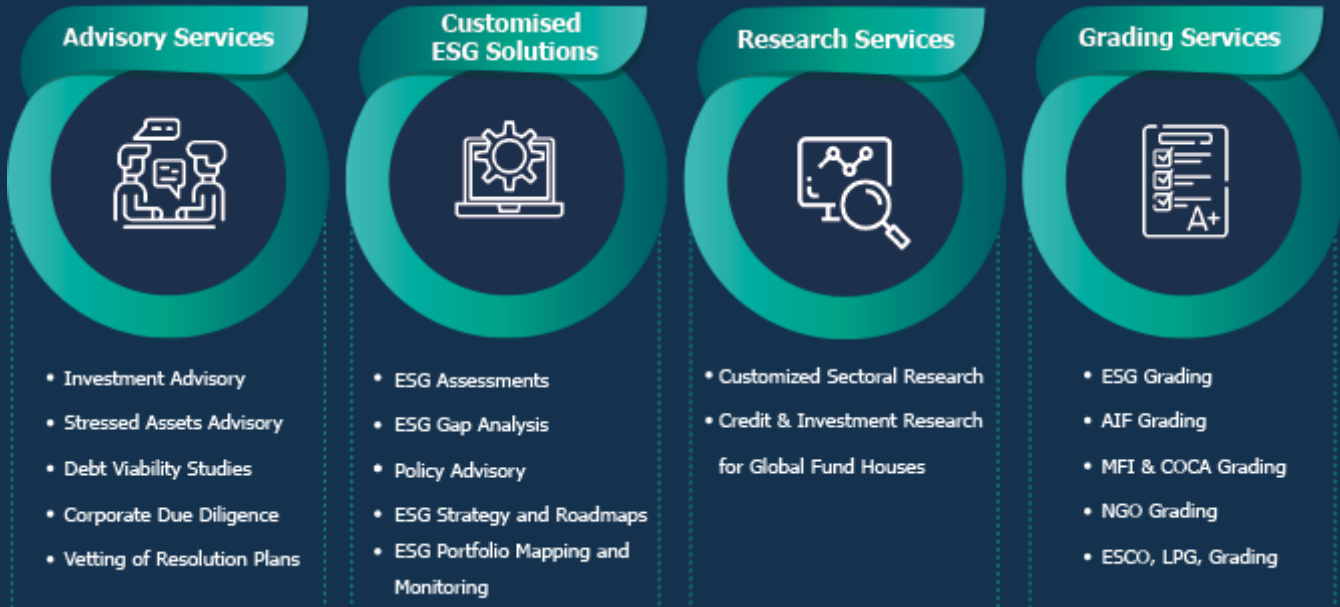 Advisory Services
• Investment Advisory
• Stressed Assets Advisory
• Debt Viability Studies
• Corporate Due Diligence
• Vetting of Resolution Plans
Customised
ESG Solutions
• ESG Assessments
• ESG Gap Analysis
• Policy Advisory
• ESG Strategy and Roadmaps
• ESG Portfolio Mapping and
Monitoring
Research Services
• Customized Sectoral Research
• Credit & Investment Research
for Global Fund Houses
Grading Services
A+
• ESG Grading
• AIF Grading
• MFI & COCA Grading
• NGO Grading
• ESCO, LPG, Grading